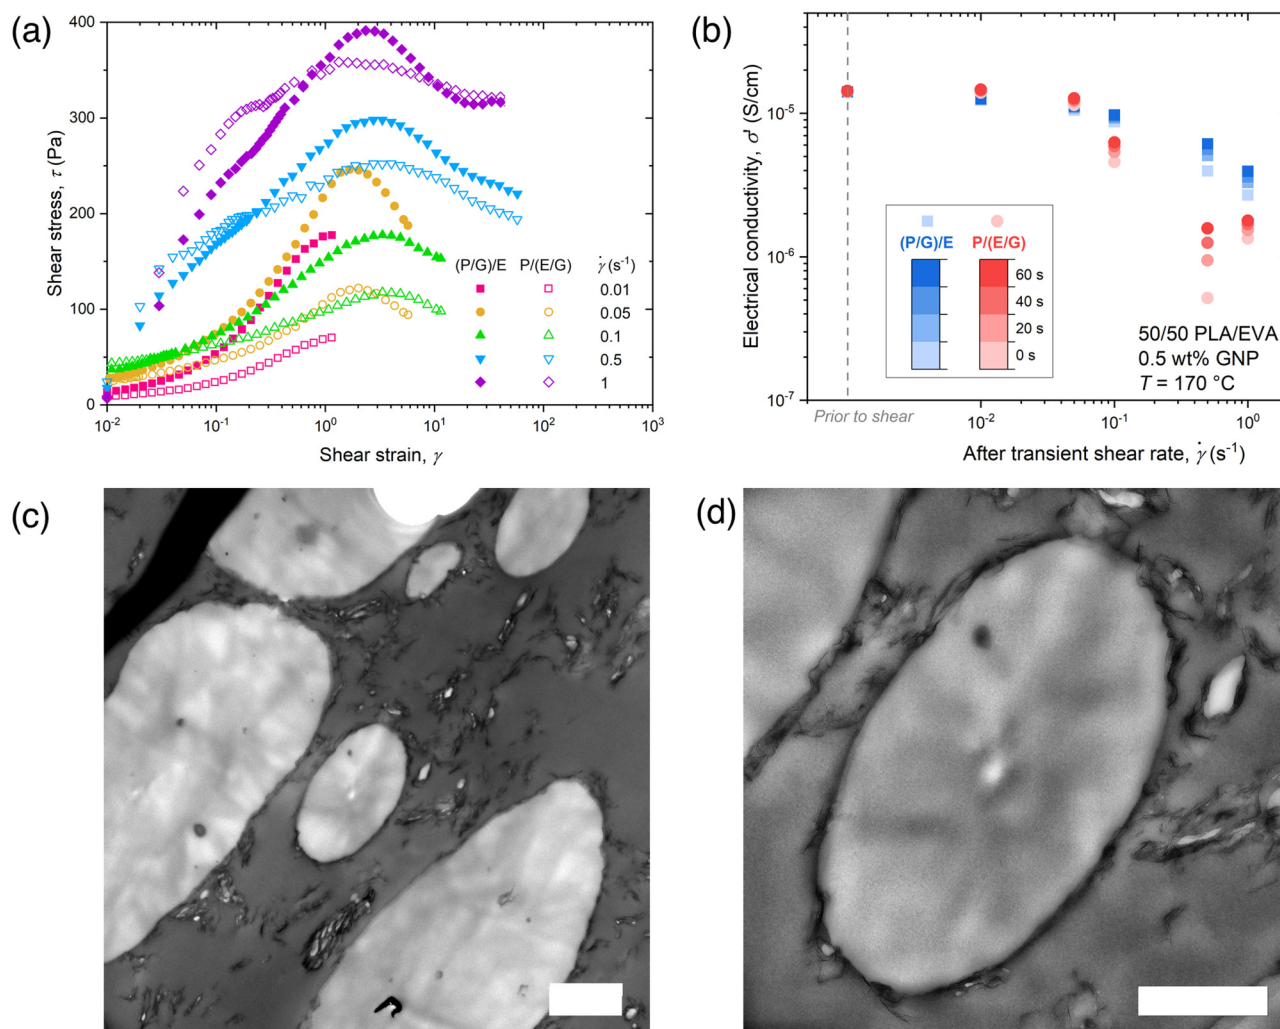 (a)
400
300
200
100
0
Shear stress, τ (Pa)
10⁻²
10⁻¹
10⁰
10¹
10²
10³
Shear strain, γ
(P/G)/E P/(E/G) γ̇ (s⁻¹)
0.01
0.05
0.1
0.5
1
(b)
10⁻⁵
10⁻⁶
10⁻⁷
Electrical conductivity, σ' (S/cm)
(P/G)/E P/(E/G)
60 s
40 s
20 s
0 s
50/50 PLA/EVA
0.5 wt% GNP
T = 170 °C
Prior to shear
10⁻²
10⁻¹
10⁰
After transient shear rate, γ̇ (s⁻¹)
(c)
(d)